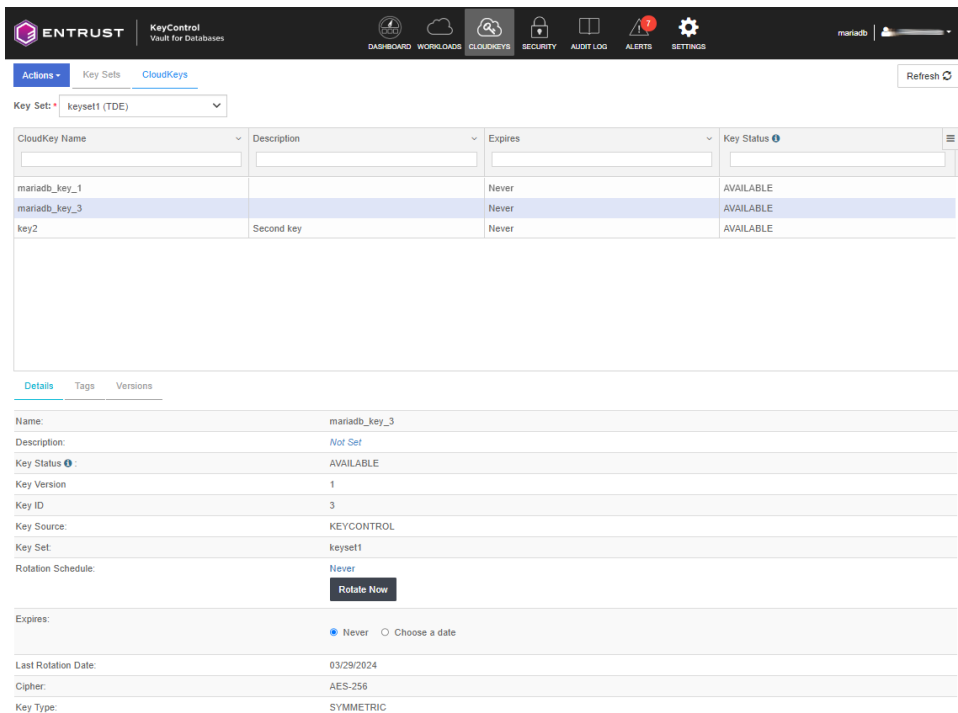 ENTRUST
KeyControl
Vault for Databases
DASHBOARD WORKLOADS CLOUDKEYS SECURITY AUDIT LOG ALERTS SETTINGS
7
mariadb
Actions Key Sets CloudKeys Refresh
Key Set: * keyset1 (TDE)
CloudKey Name Description Expires Key Status
mariadb_key_1 Never AVAILABLE
mariadb_key_3 Never AVAILABLE
key2 Second key Never AVAILABLE
Details Tags Versions
Name: mariadb_key_3
Description: Not Set
Key Status : AVAILABLE
Key Version 1
Key ID 3
Key Source: KEYCONTROL
Key Set: keyset1
Rotation Schedule: Never
Rotate Now
Expires:
Never Choose a date
Last Rotation Date: 03/29/2024
Cipher: AES-256
Key Type: SYMMETRIC